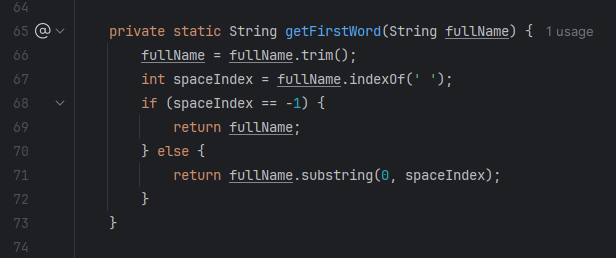 64
65 @ private static String getFirstWord(String fullName) { 1 usage
66 fullName = fullName.trim();
67 int spaceIndex = fullName.indexOf(' ');
68 if (spaceIndex == -1) {
69 return fullName;
70 } else {
71 return fullName.substring(0, spaceIndex);
72 }
73 }
74